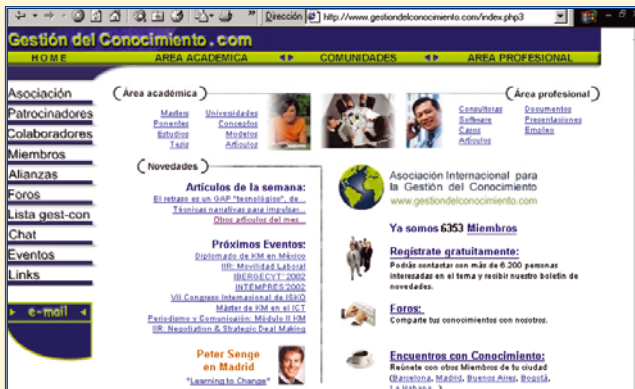 Dirección http://www.gestiondelconocimiento.com/index.php3
Gestión del Conocimiento.com
HOME AREA ACADEMICA COMUNIDADES AREA PROFESIONAL
Asociación
Patrocinadores
Colaboradores
Miembros
Alianzas
Foros
Lista gest-con
Chat
Eventos
Links
e-mail
Área académica
Masters Universidades
Ponentes Conceptos
Estudios Modelos
Tesis Artículos
Área profesional
Consultoras Documentos
Software Presentaciones
Casos Empleo
Artículos
Novedades
Artículos de la semana:
El retraso es un GAP "tecnológico", de...
Técnicas narrativas para impulsar...
Otros artículos del mes...
Próximos Eventos:
Diplomado de KM en México
IIR: Movilidad Laboral
IBERGECYT' 2002
INTEMPRES'2002
VII Congreso Internacional de ISKO
Máster de KM en el ICT
Periodismo y Comunicación: Módulo II KM
IIR: Negotiation & Strategic Deal Making
Peter Senge
en Madrid
"Learning to Change"
Asociación Internacional para
la Gestión del Conocimiento
www.gestiondelconocimiento.com
Ya somos 6353 Miembros
Regístrate gratuitamente:
Podrás contactar con más de 6.200 personas
interesadas en el tema y recibir nuestro boletín de
novedades.
Foros:
Comparte tus conocimientos con nosotros.
Encuentros con Conocimiento:
Reúnete con otros Miembros de tu ciudad
(Barcelona, Madrid, Buenos Aires, Bogotá,
La Habana...)